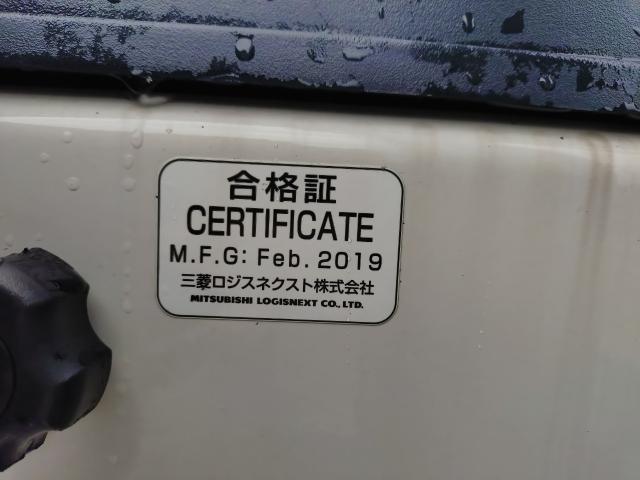 合格証
CERTIFICATE
M.F.G: Feb. 2019
三菱ロジスネクスト株式会社
MITSUBISHI LOGISNEXT CO., LTD.